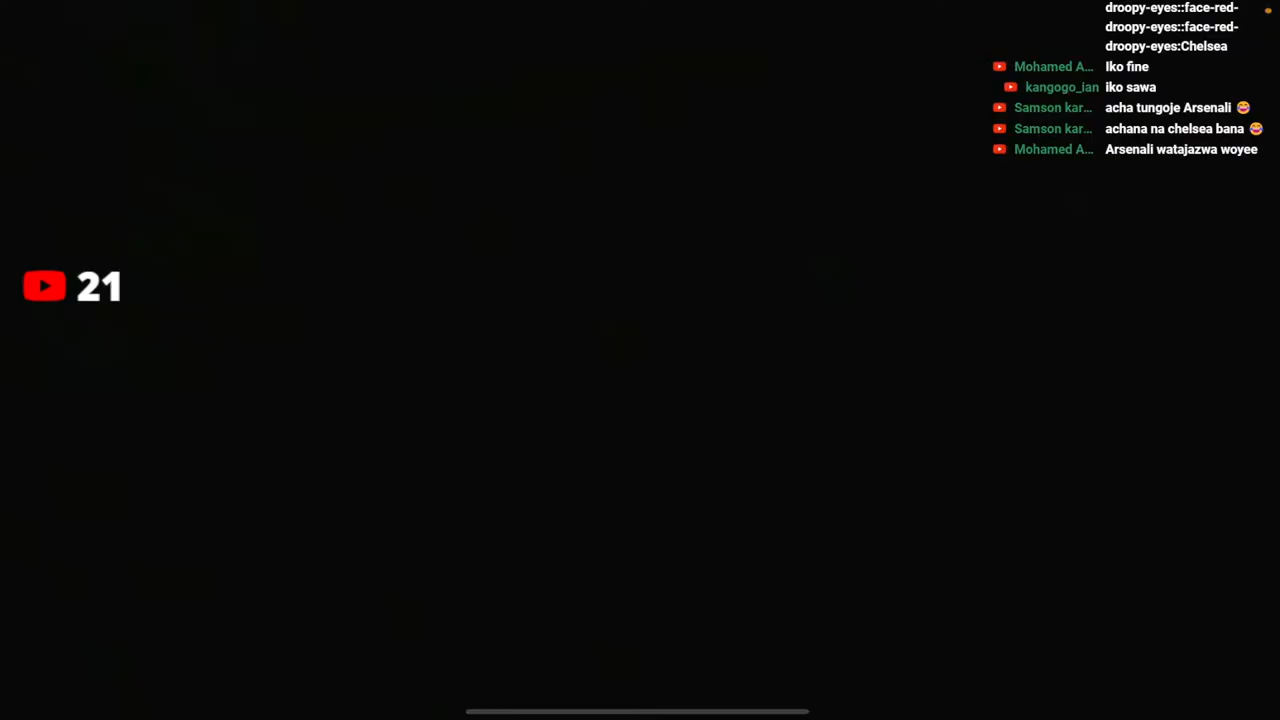 droopy-eyes::face-red-
droopy-eyes::face-red-
droopy-eyes:Chelsea
Mohamed A... Iko fine
kangogo_ian iko sawa
Samson kar... acha tungoje Arsenali 😂
Samson kar... achana na chelsea bana 😂
Mohamed A... Arsenali watajazwa woyee
21